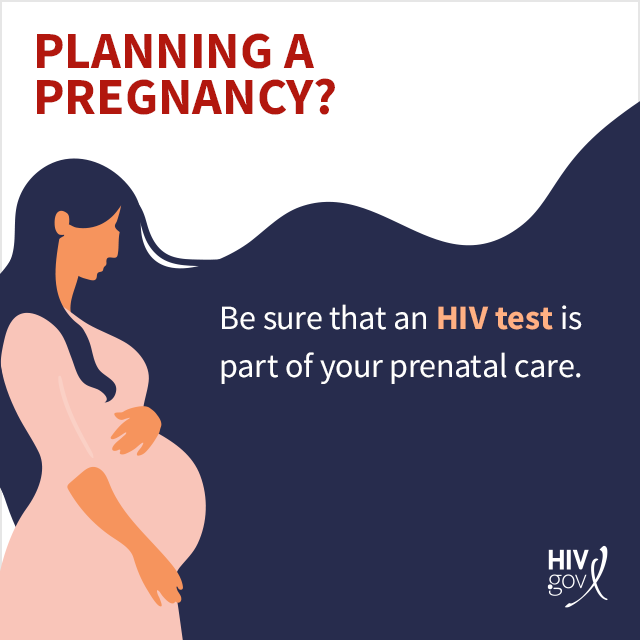 PLANNING A
PREGNANCY?
Be sure that an HIV test is
part of your prenatal care.
HIV
gov